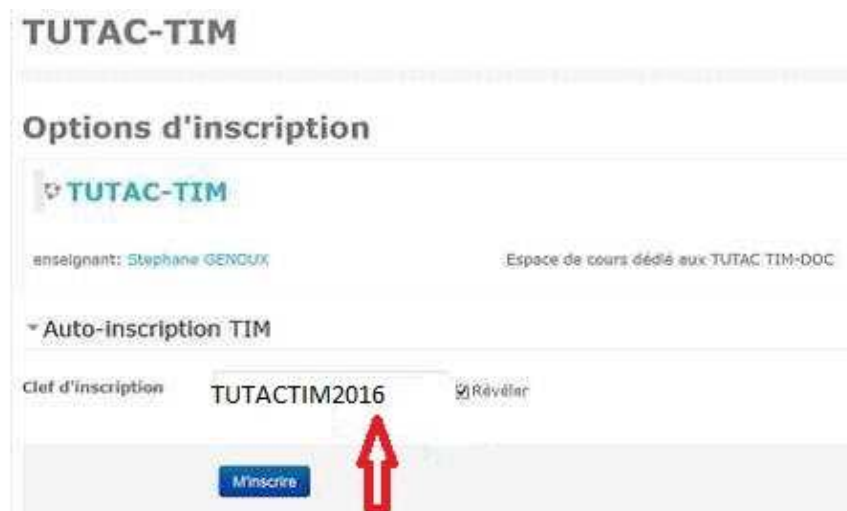 TUTAC-TIM
Options d'inscription
TUTAC-TIM
enseignant: Stephane GENOUX Espace de cours dédié aux TUTAC TIM-DOC
Auto-inscription TIM
Clef d'inscription TUTACTIM2016 Révéler
M'inscrire